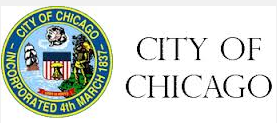 CITY OF CHICAGO
INCORPORATED 4th MARCH 1837
CITY OF
CHICAGO